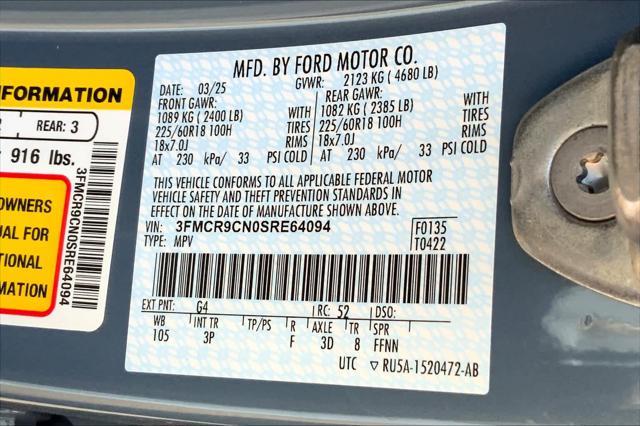 NFORMATION
REAR: 3
916 lbs.
OWNERS
UAL FOR
TIONAL
RMATION
3FMCR9CN0SRE64094
MFD. BY FORD MOTOR CO.
DATE: 03/25 GVWR: 2123 KG ( 4680 LB)
FRONT GAWR: REAR GAWR:
1089 KG ( 2400 LB) WITH 1082 KG ( 2385 LB) WITH
225/60R18 100H TIRES 225/60R18 100H TIRES
18x7.0J RIMS 18x7.0J RIMS
AT 230 kPa/ 33 PSI COLD AT 230 kPa/ 33 PSI COLD
THIS VEHICLE CONFORMS TO ALL APPLICABLE FEDERAL MOTOR
VEHICLE SAFETY AND THEFT PREVENTION STANDARDS IN
EFFECT ON THE DATE OF MANUFACTURE SHOWN ABOVE.
VIN: 3FMCR9CN0SRE64094 F0135
TYPE: MPV T0422
EXT PNT: G4 RC: 52 DSO:
WB INT TR TP/PS R AXLE TR SPR
105 3P F 3D 8 FFNN
UTC ▽ RU5A-1520472-AB